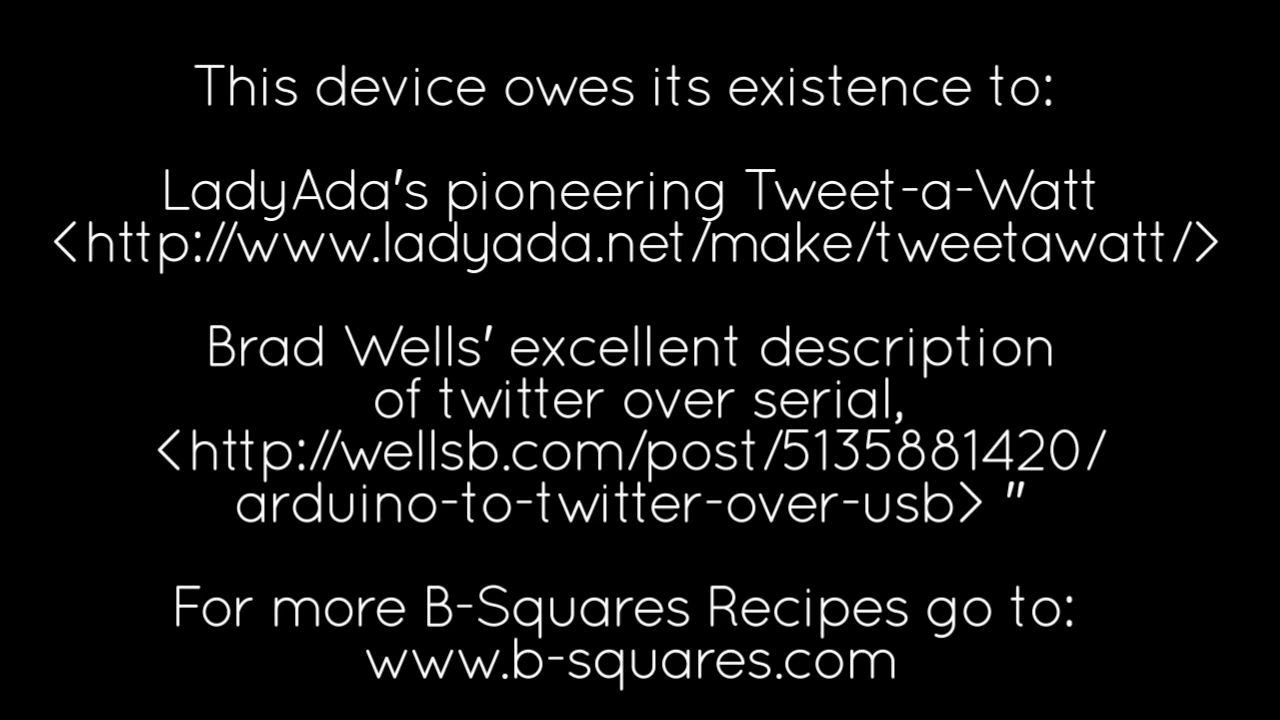 This device owes its existence to:
LadyAda's pioneering Tweet-a-Watt
<http://www.ladyada.net/make/tweetawatt/>
Brad Wells' excellent description
of twitter over serial,
<http://wellsb.com/post/5135881420/
arduino-to-twitter-over-usb> "
For more B-Squares Recipes go to:
www.b-squares.com